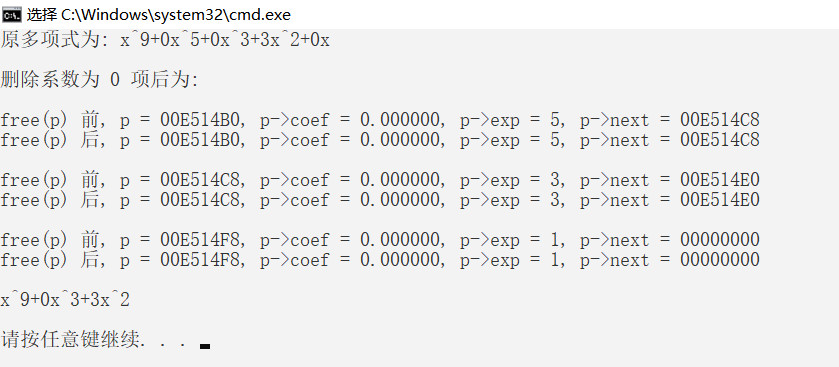 选择 C:\Windows\system32\cmd.exe
原多项式为: x^9+0x^5+0x^3+3x^2+0x
删除系数为 0 项后为:
free(p) 前, p = 00E514B0, p->coef = 0.000000, p->exp = 5, p->next = 00E514C8
free(p) 后, p = 00E514B0, p->coef = 0.000000, p->exp = 5, p->next = 00E514C8
free(p) 前, p = 00E514C8, p->coef = 0.000000, p->exp = 3, p->next = 00E514E0
free(p) 后, p = 00E514C8, p->coef = 0.000000, p->exp = 3, p->next = 00E514E0
free(p) 前, p = 00E514F8, p->coef = 0.000000, p->exp = 1, p->next = 00000000
free(p) 后, p = 00E514F8, p->coef = 0.000000, p->exp = 1, p->next = 00000000
x^9+0x^3+3x^2
请按任意键继续. . .